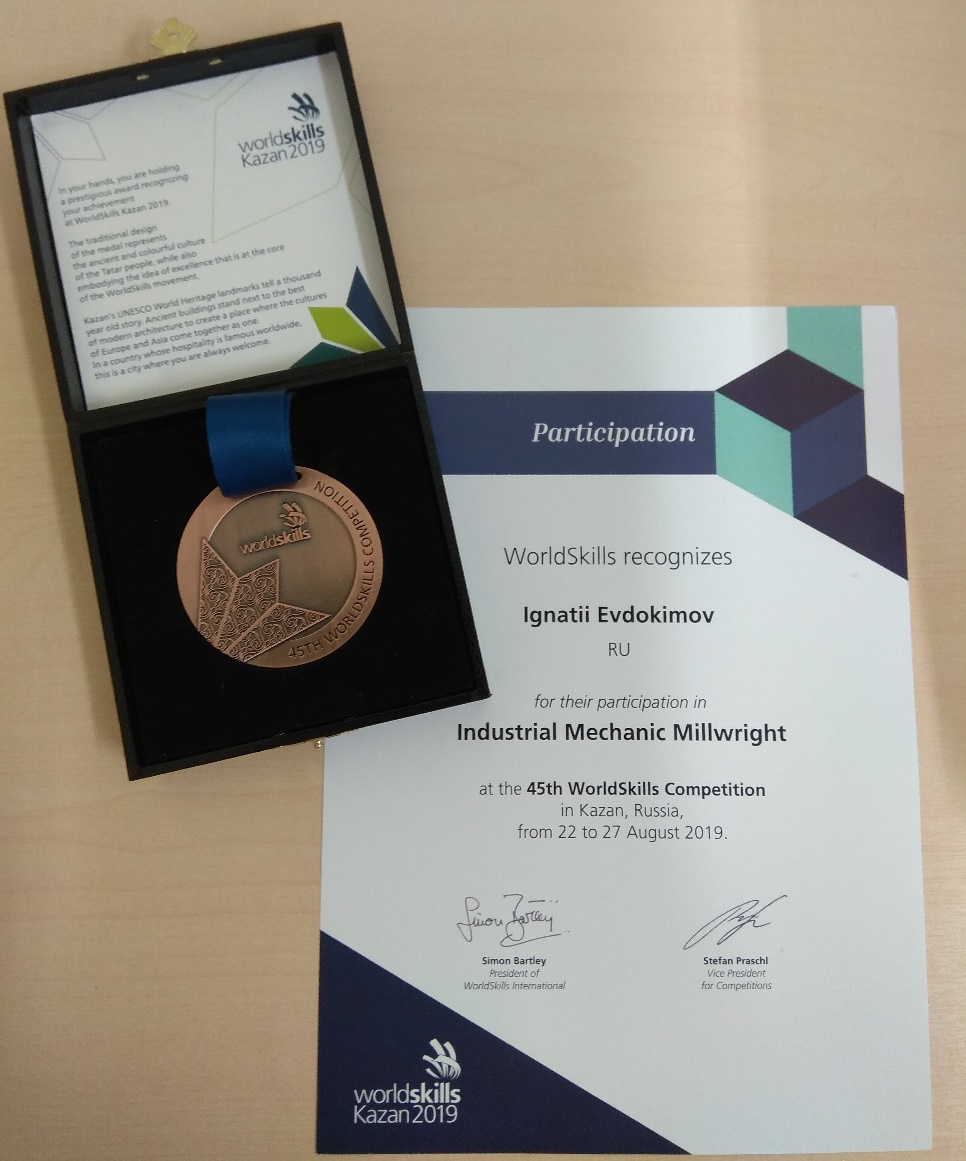 worldskills
Kazan 2019
In your hands, you are holding
a prestigious award recognizing
your achievement
at WorldSkills Kazan 2019.
The traditional design
of the medal represents
the ancient and colourful culture
of the Tatar people, while also
embodying the idea of excellence that is at the core
of the WorldSkills movement.
Kazan's UNESCO World Heritage landmarks tell a thousand
year old story. Ancient buildings stand next to the best
of modern architecture to create a place where the cultures
of Europe and Asia come together as one.
In a country whose hospitality is famous worldwide,
this is a city where you are always welcome.
worldskills
45TH WORLDSKILLS COMPETITION
Participation
WorldSkills recognizes
Ignatii Evdokimov
RU
for their participation in
Industrial Mechanic Millwright
at the 45th WorldSkills Competition
in Kazan, Russia,
from 22 to 27 August 2019.
Simon Bartley
Simon Bartley
President of
WorldSkills International
Stefan Praschl
Vice President
for Competitions
worldskills
Kazan 2019